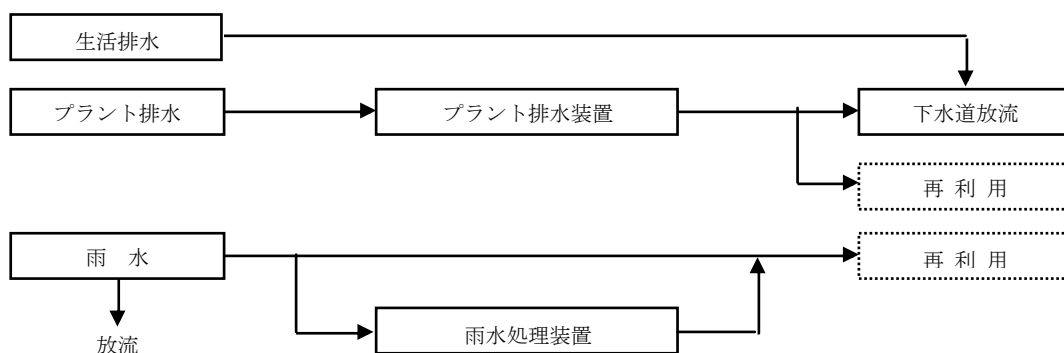 生活排水
プラント排水
プラント排水装置
下水道放流
再 利 用
雨　水
再 利 用
雨水処理装置
放流